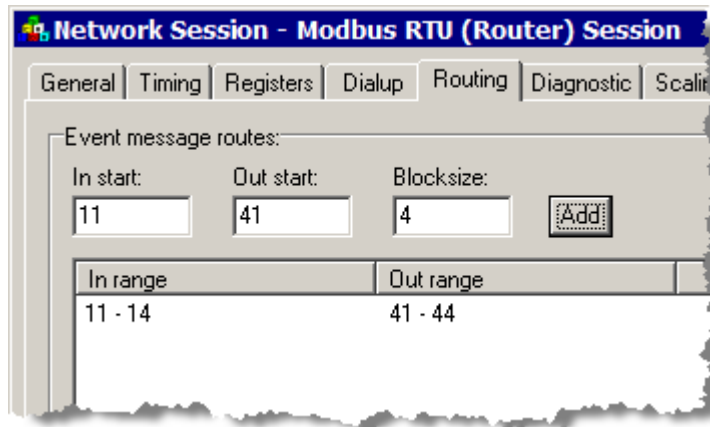 Network Session - Modbus RTU (Router) Session
General Timing Registers Dialup Routing Diagnostic
Event message routes:
In start: Out start: Blocksize:
11 41 4 Add
In range Out range
11 - 14 41 - 44